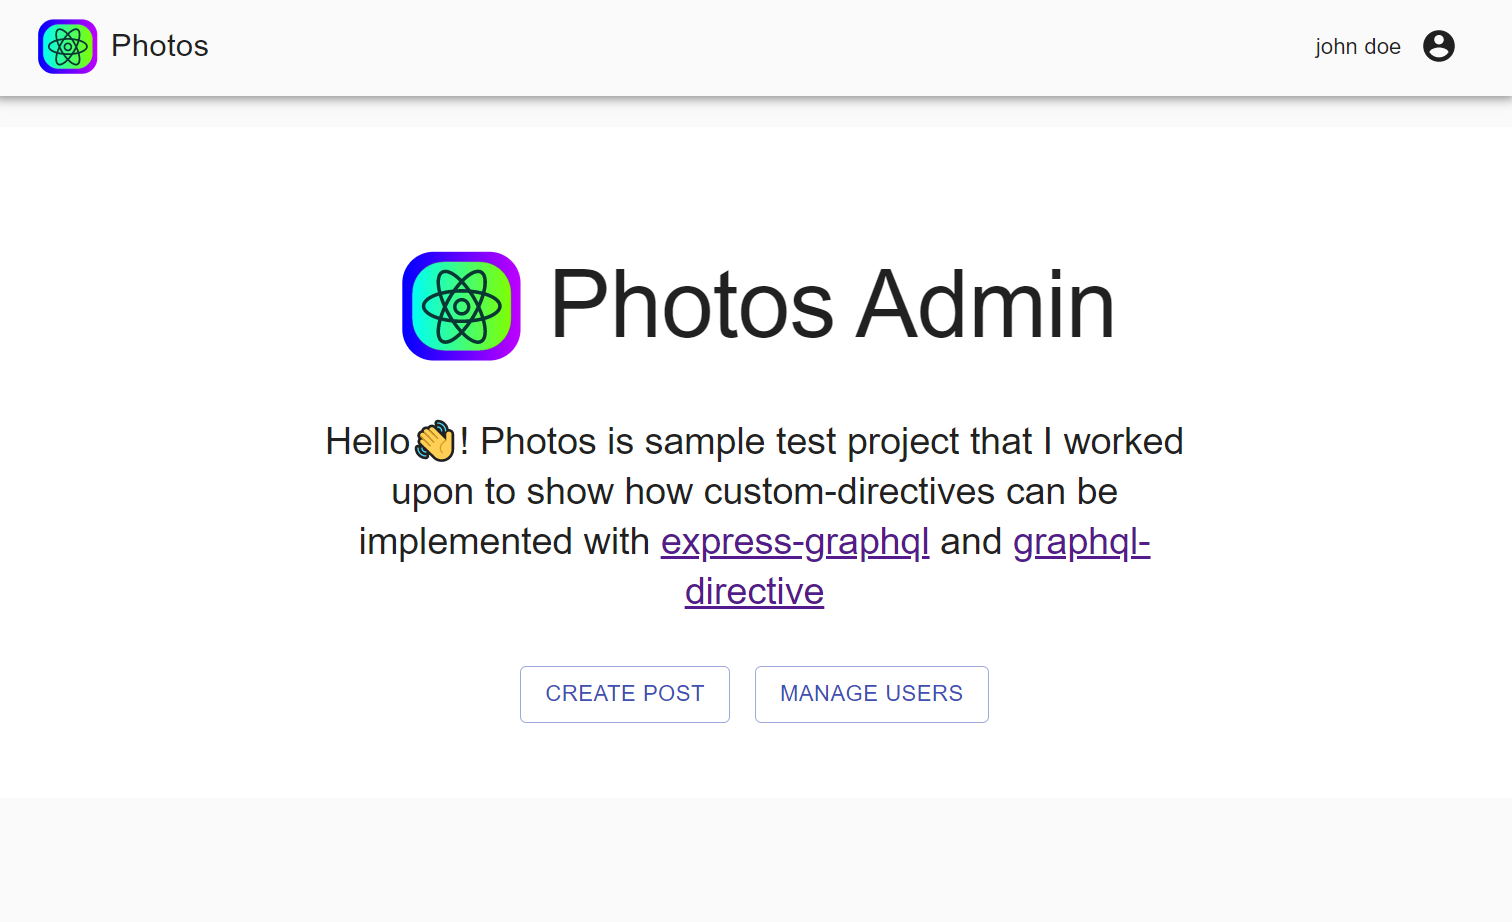 Photos
john doe
Photos Admin
Hello👋! Photos is sample test project that I worked
upon to show how custom-directives can be
implemented with express-graphql and graphql-
directive
CREATE POST
MANAGE USERS